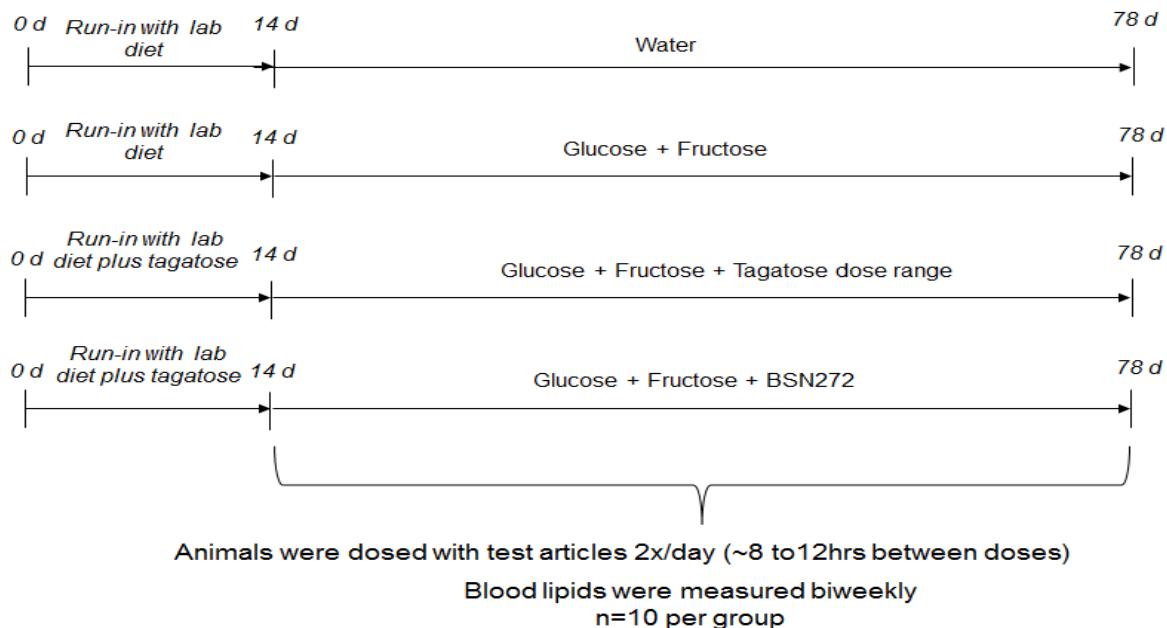 0 d Run-in with lab 14 d 78 d
diet Water
0 d Run-in with lab 14 d 78 d
diet Glucose + Fructose
Run-in with lab
0 d diet plus tagatose 14 d 78 d
Glucose + Fructose + Tagatose dose range
Run-in with lab
0 d diet plus tagatose 14 d 78 d
Glucose + Fructose + BSN272
Animals were dosed with test articles 2x/day (~8 to12hrs between doses)
Blood lipids were measured biweekly
n=10 per group